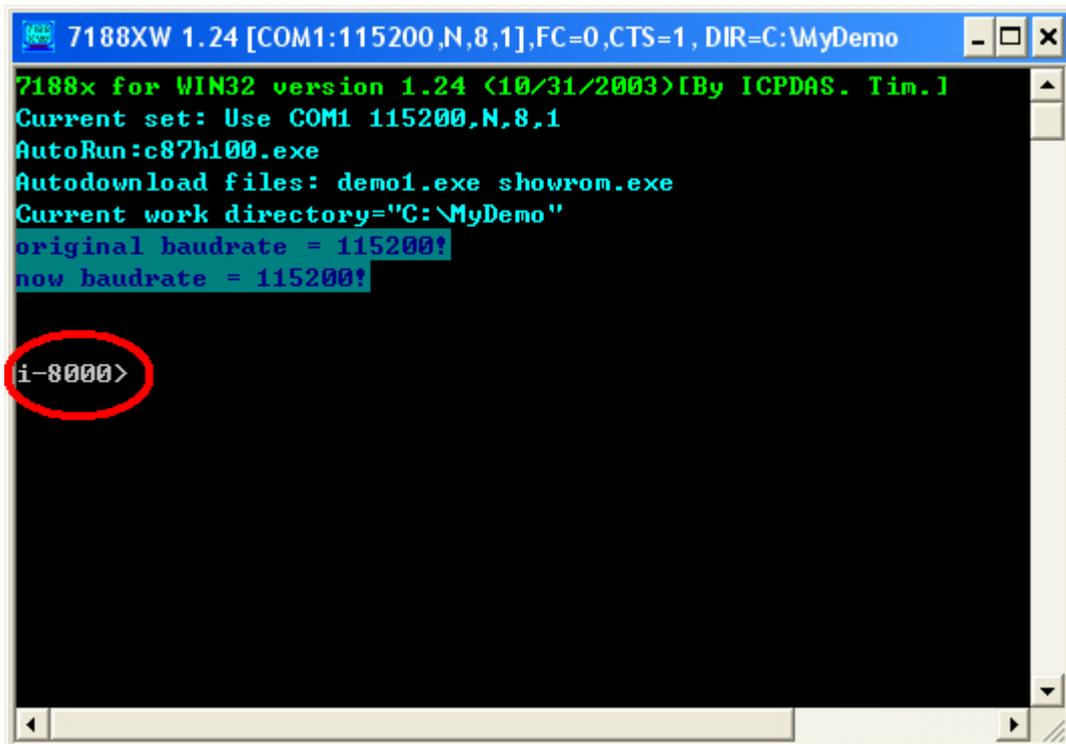 7188XW 1.24 [COM1:115200,N,8,1],FC=0,CTS=1, DIR=C:\MyDemo
7188x for WIN32 version 1.24 (10/31/2003)[By ICPDAS. Tim.]
Current set: Use COM1 115200,N,8,1
AutoRun:c87h100.exe
Autodownload files: demo1.exe showrom.exe
Current work directory="C:\MyDemo"
original baudrate = 115200!
now baudrate = 115200!
i-8000>